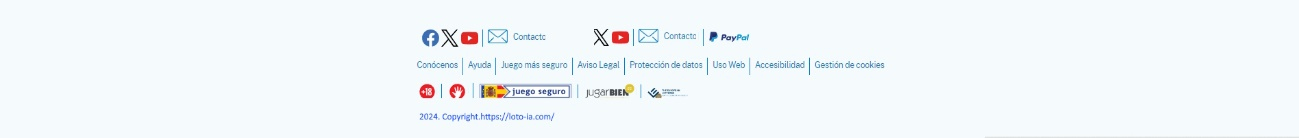 Contacto Contacto PayPal
Conócenos Ayuda Juego más seguro Aviso Legal Protección de datos Uso Web Accesibilidad Gestión de cookies
+18 juego seguro jugarBIEN
2024. Copyright.https://loto-ia.com/